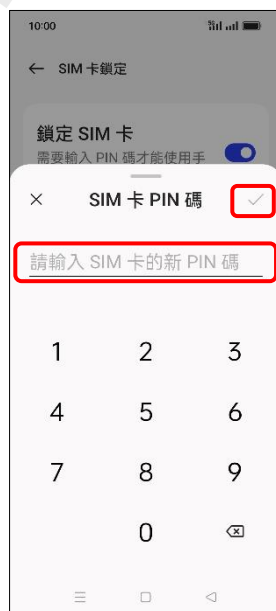 10:00
← SIM 卡鎖定
鎖定 SIM 卡
需要輸入 PIN 碼才能使用手
× SIM 卡 PIN 碼 ✓
請輸入 SIM 卡的新 PIN 碼
1 2 3
4 5 6
7 8 9
0